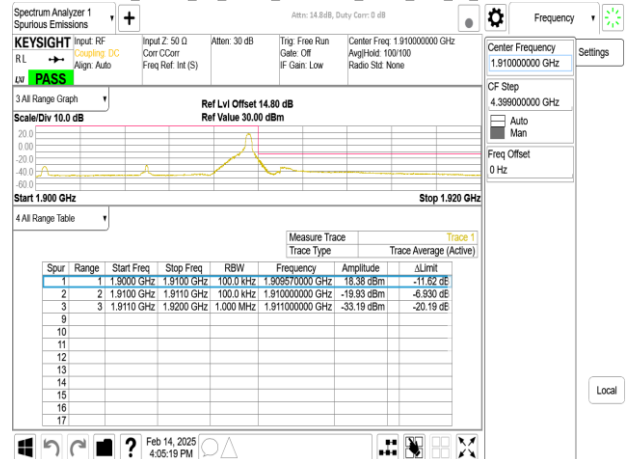 Spectrum Analyzer 1
Spurious Emissions
+
Attn: 14.8dB, Duty Corr: 0 dB
Frequency
Settings
KEYSIGHT
RL
LXI
PASS
Input: RF
Coupling: DC
Align: Auto
Input Z: 50 Ω
Corr CCorr
Freq Ref: Int (S)
Atten: 30 dB
Trig: Free Run
Gate: Off
IF Gain: Low
Center Freq: 1.910000000 GHz
Avg|Hold: 100/100
Radio Std: None
Center Frequency
1.910000000 GHz
CF Step
4.399000000 GHz
Auto
Man
Freq Offset
0 Hz
Local
3 All Range Graph
Scale/Div 10.0 dB
Ref Lvl Offset 14.80 dB
Ref Value 30.00 dBm
20.0
0.00
-20.0
-40.0
-60.0
Start 1.900 GHz
Stop 1.920 GHz
4 All Range Table
Measure Trace Trace 1
Trace Type Trace Average (Active)
Spur Range Start Freq Stop Freq RBW Frequency Amplitude ΔLimit
1 1 1.9000 GHz 1.9100 GHz 100.0 kHz 1.909570000 GHz 18.38 dBm -11.62 dB
2 2 1.9100 GHz 1.9110 GHz 100.0 kHz 1.910000000 GHz -19.93 dBm -6.930 dB
3 3 1.9110 GHz 1.9200 GHz 1.000 MHz 1.911000000 GHz -33.19 dBm -20.19 dB
9
10
11
12
13
14
15
16
17
?
Feb 14, 2025
4:05:19 PM